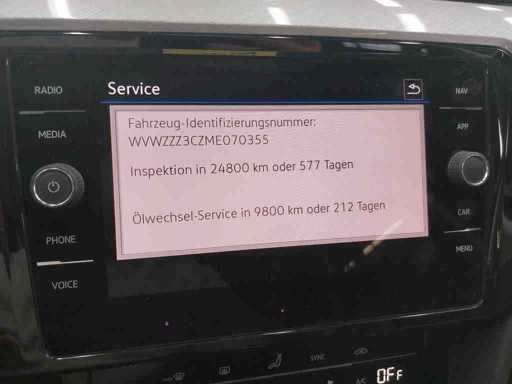 Service
RADIO
MEDIA
PHONE
VOICE
NAV
APP
CAR
MENU
Fahrzeug-Identifizierungsnummer:
WVWZZZ3CZME070355
Inspektion in 24800 km oder 577 Tagen
Ölwechsel-Service in 9800 km oder 212 Tagen
SYNC
A/C
OFF